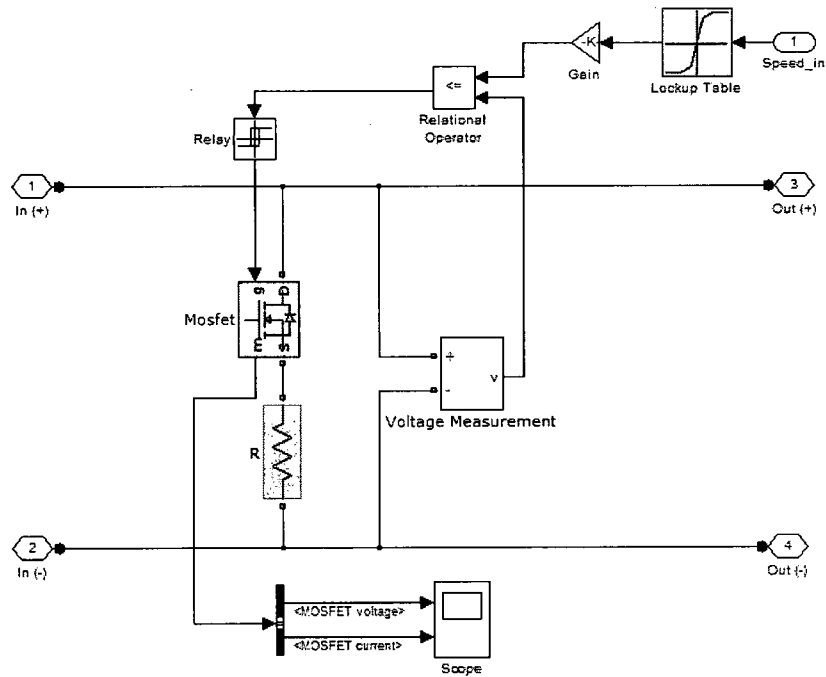 1
Speed_in
-K
Gain
Lookup Table
<=
Relational
Operator
Relay
1
In (+)
3
Out (+)
g
D
Mosfet
m
S
+
-
v
Voltage Measurement
R
2
In (-)
4
Out (-)
<MOSFET voltage>
<MOSFET current>
Scope